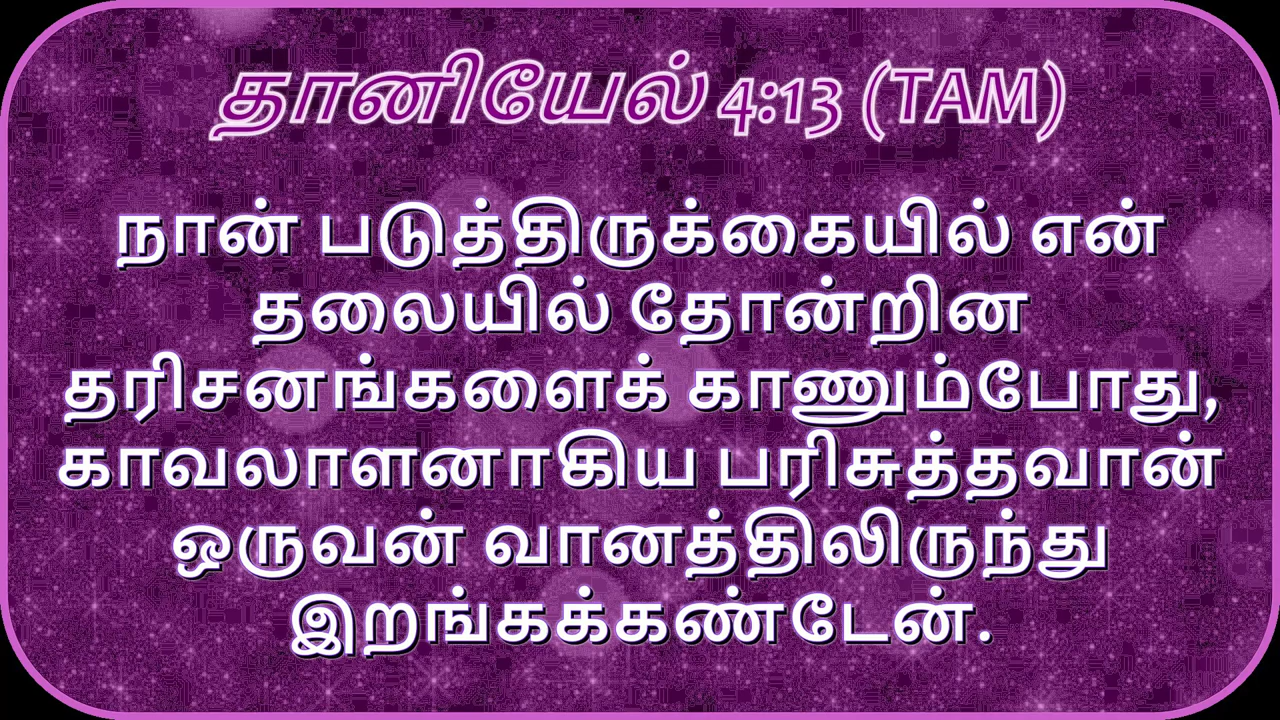 தானியேல் 4:13 (TAM)
நான் படுத்திருக்கையில் என்
தலையில் தோன்றின
தரிசனங்களைக் காணும்போது,
காவலாளனாகிய பரிசுத்தவான்
ஒருவன் வானத்திலிருந்து
இறங்கக்கண்டேன்.